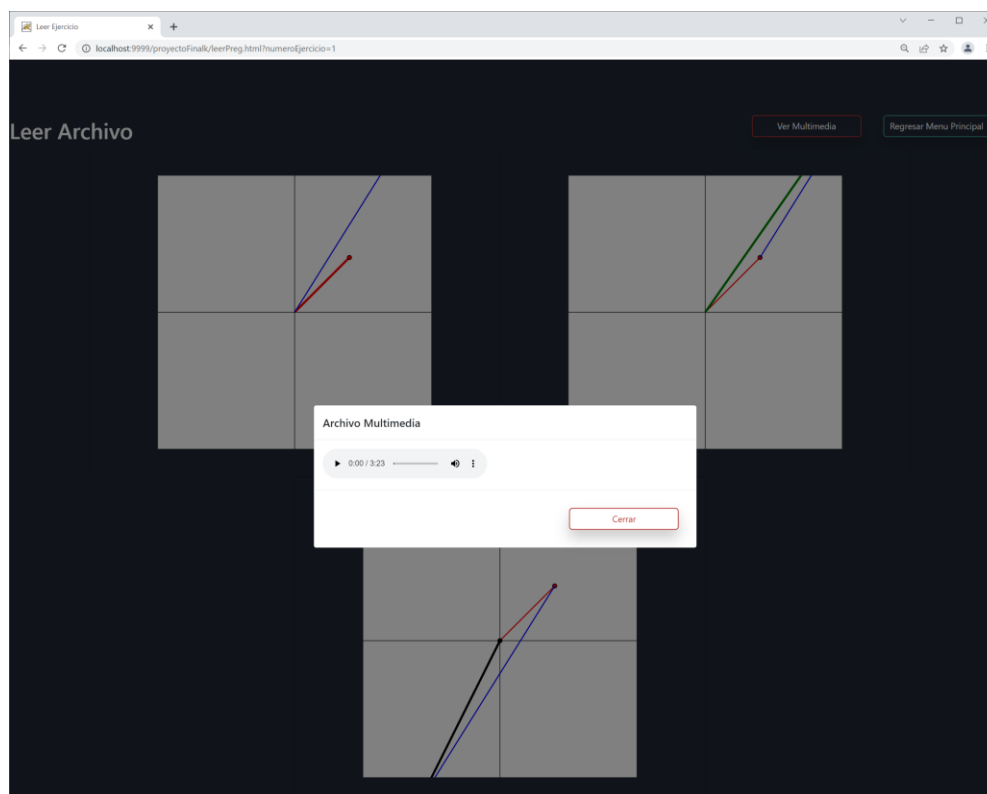 Leer Ejercicio
localhost:9999/proyectoFinalk/leerPreg.html?numeroEjercicio=1
Leer Archivo
Ver Multimedia
Regresar Menu Principal
Archivo Multimedia
0:00 / 3:23
Cerrar